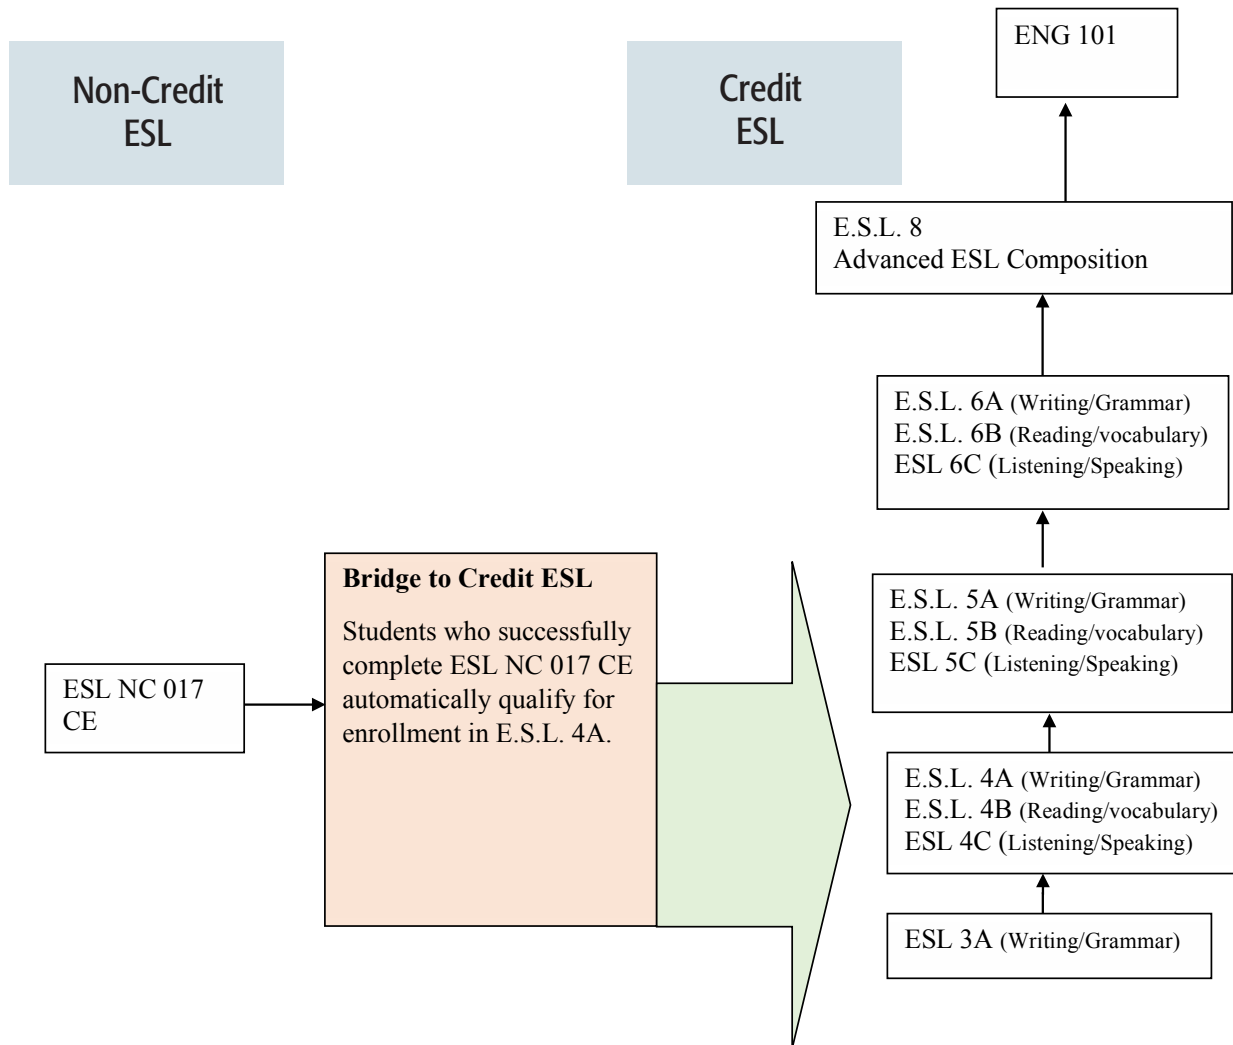 Non-Credit
ESL
Credit
ESL
ENG 101
E.S.L. 8
Advanced ESL Composition
E.S.L. 6A (Writing/Grammar)
E.S.L. 6B (Reading/vocabulary)
ESL 6C (Listening/Speaking)
Bridge to Credit ESL
Students who successfully
complete ESL NC 017 CE
automatically qualify for
enrollment in E.S.L. 4A.
ESL NC 017
CE
E.S.L. 5A (Writing/Grammar)
E.S.L. 5B (Reading/vocabulary)
ESL 5C (Listening/Speaking)
E.S.L. 4A (Writing/Grammar)
E.S.L. 4B (Reading/vocabulary)
ESL 4C (Listening/Speaking)
ESL 3A (Writing/Grammar)